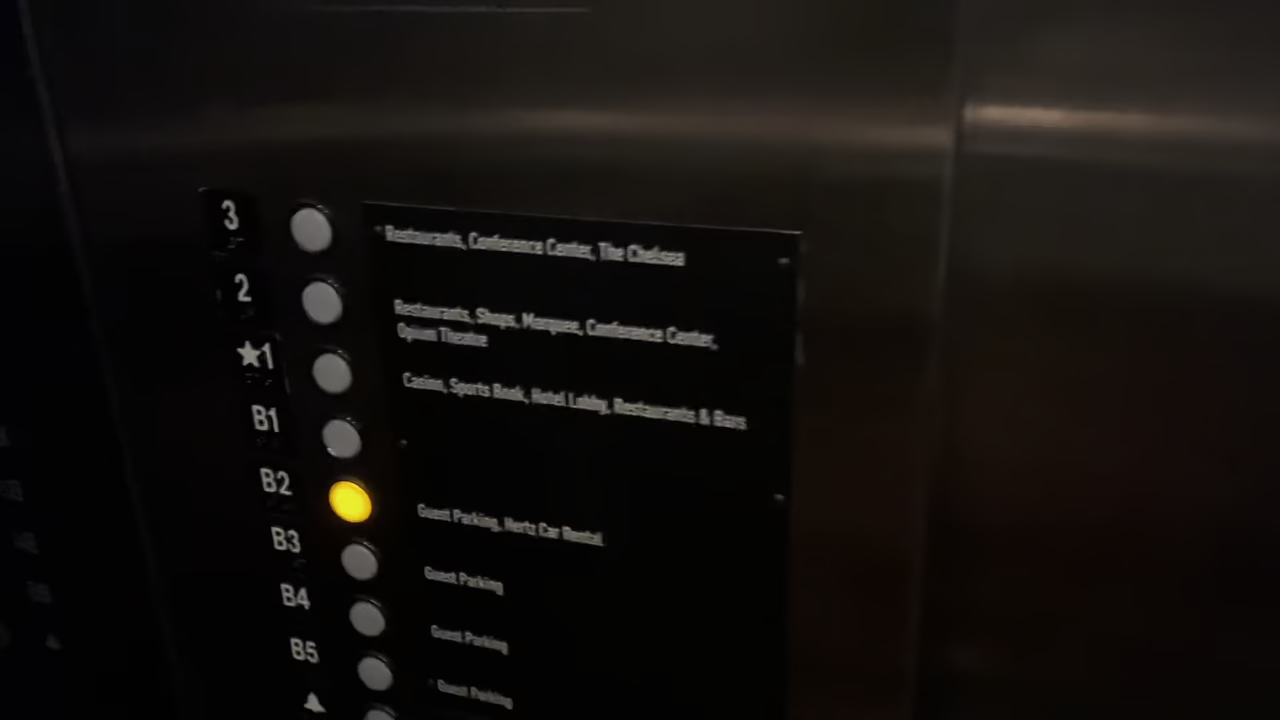 3
Restaurants, Conference Center, The Chelsea
2
Restaurants, Shops, Marquee, Conference Center,
Opium Theatre
★1
Casino, Sports Book, Hotel Lobby, Restaurants & Bars
B1
B2
Guest Parking, Hertz Car Rental
B3
Guest Parking
B4
Guest Parking
B5
Guest Parking